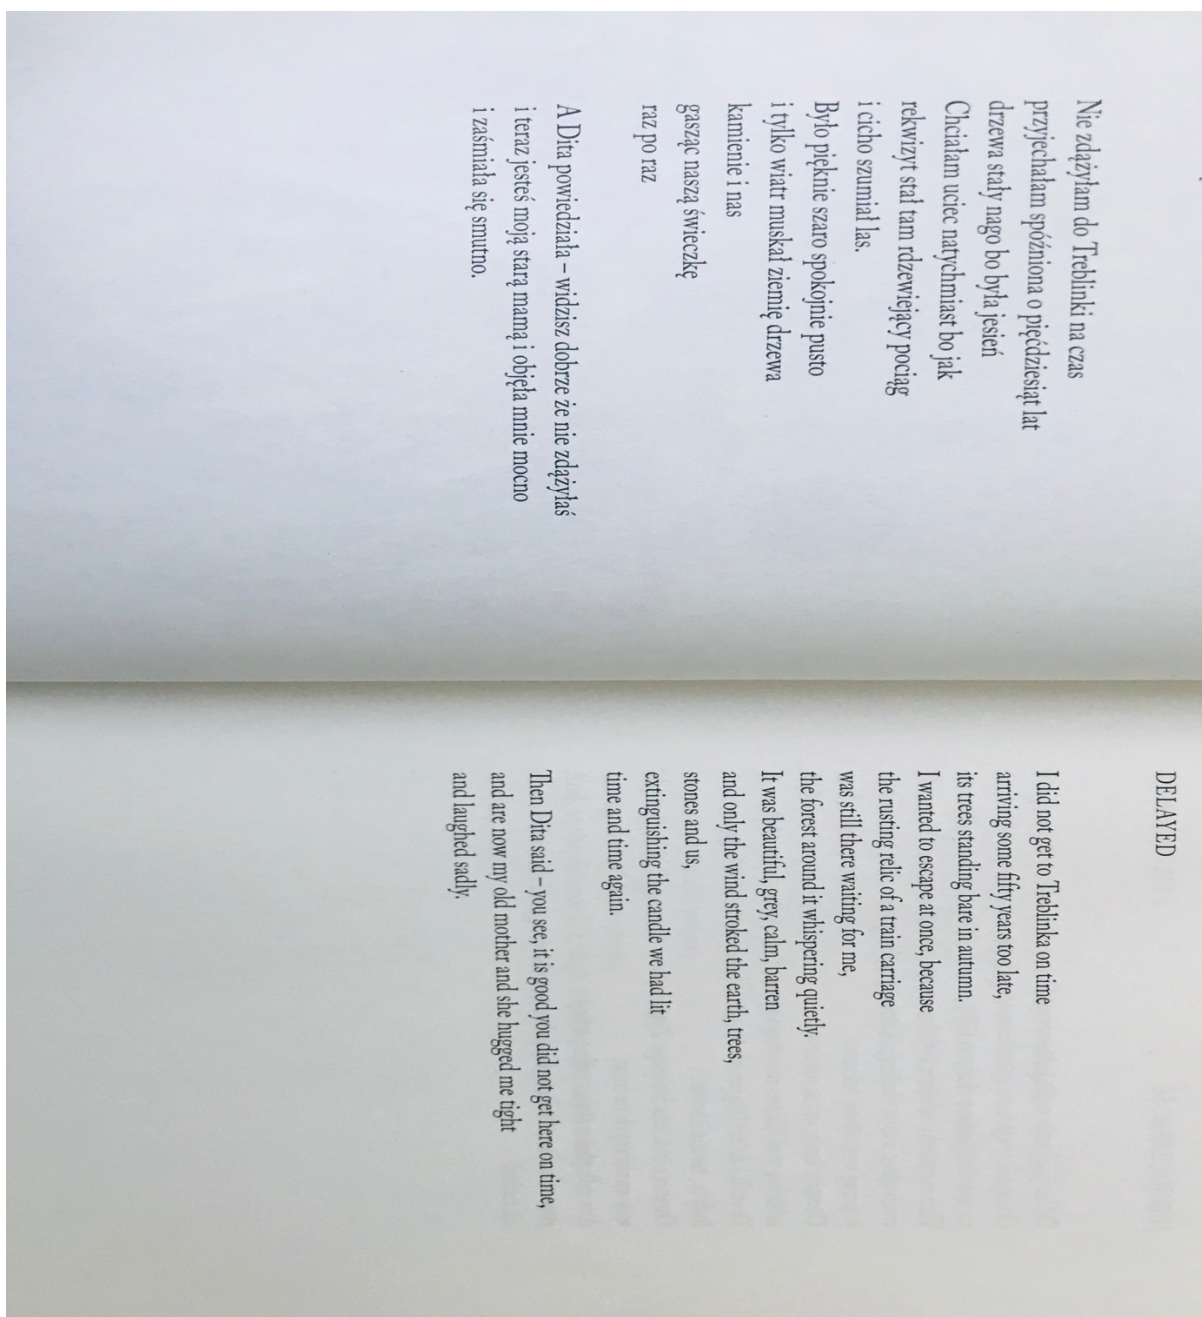 Nie zdążyłam do Treblinki na czas
przyjechałam spóźniona o pięćdziesiąt lat
drzewa stały nago bo była jesień
Chciałam uciec natychmiast bo jak
rekwizyt stał tam rdzewiejący pociąg
i cicho szumiał las.
Było pięknie szaro spokojnie pusto
i tylko wiatr muskał ziemię drzewa
kamienie i nas
gasząc naszą świeczkę
raz po raz
A Dita powiedziała – widzisz dobrze że nie zdążyłaś
i teraz jesteś moją starą mamą i objęła mnie mocno
i zaśmiała się smutno.
DELAYED
I did not get to Treblinka on time
arriving some fifty years too late,
its trees standing bare in autumn.
I wanted to escape at once, because
the rusting relic of a train carriage
was still there waiting for me,
the forest around it whispering quietly.
It was beautiful, grey, calm, barren
and only the wind stroked the earth, trees,
stones and us,
extinguishing the candle we had lit
time and time again.
Then Dita said – you see, it is good you did not get here on time,
and are now my old mother and she hugged me tight
and laughed sadly.